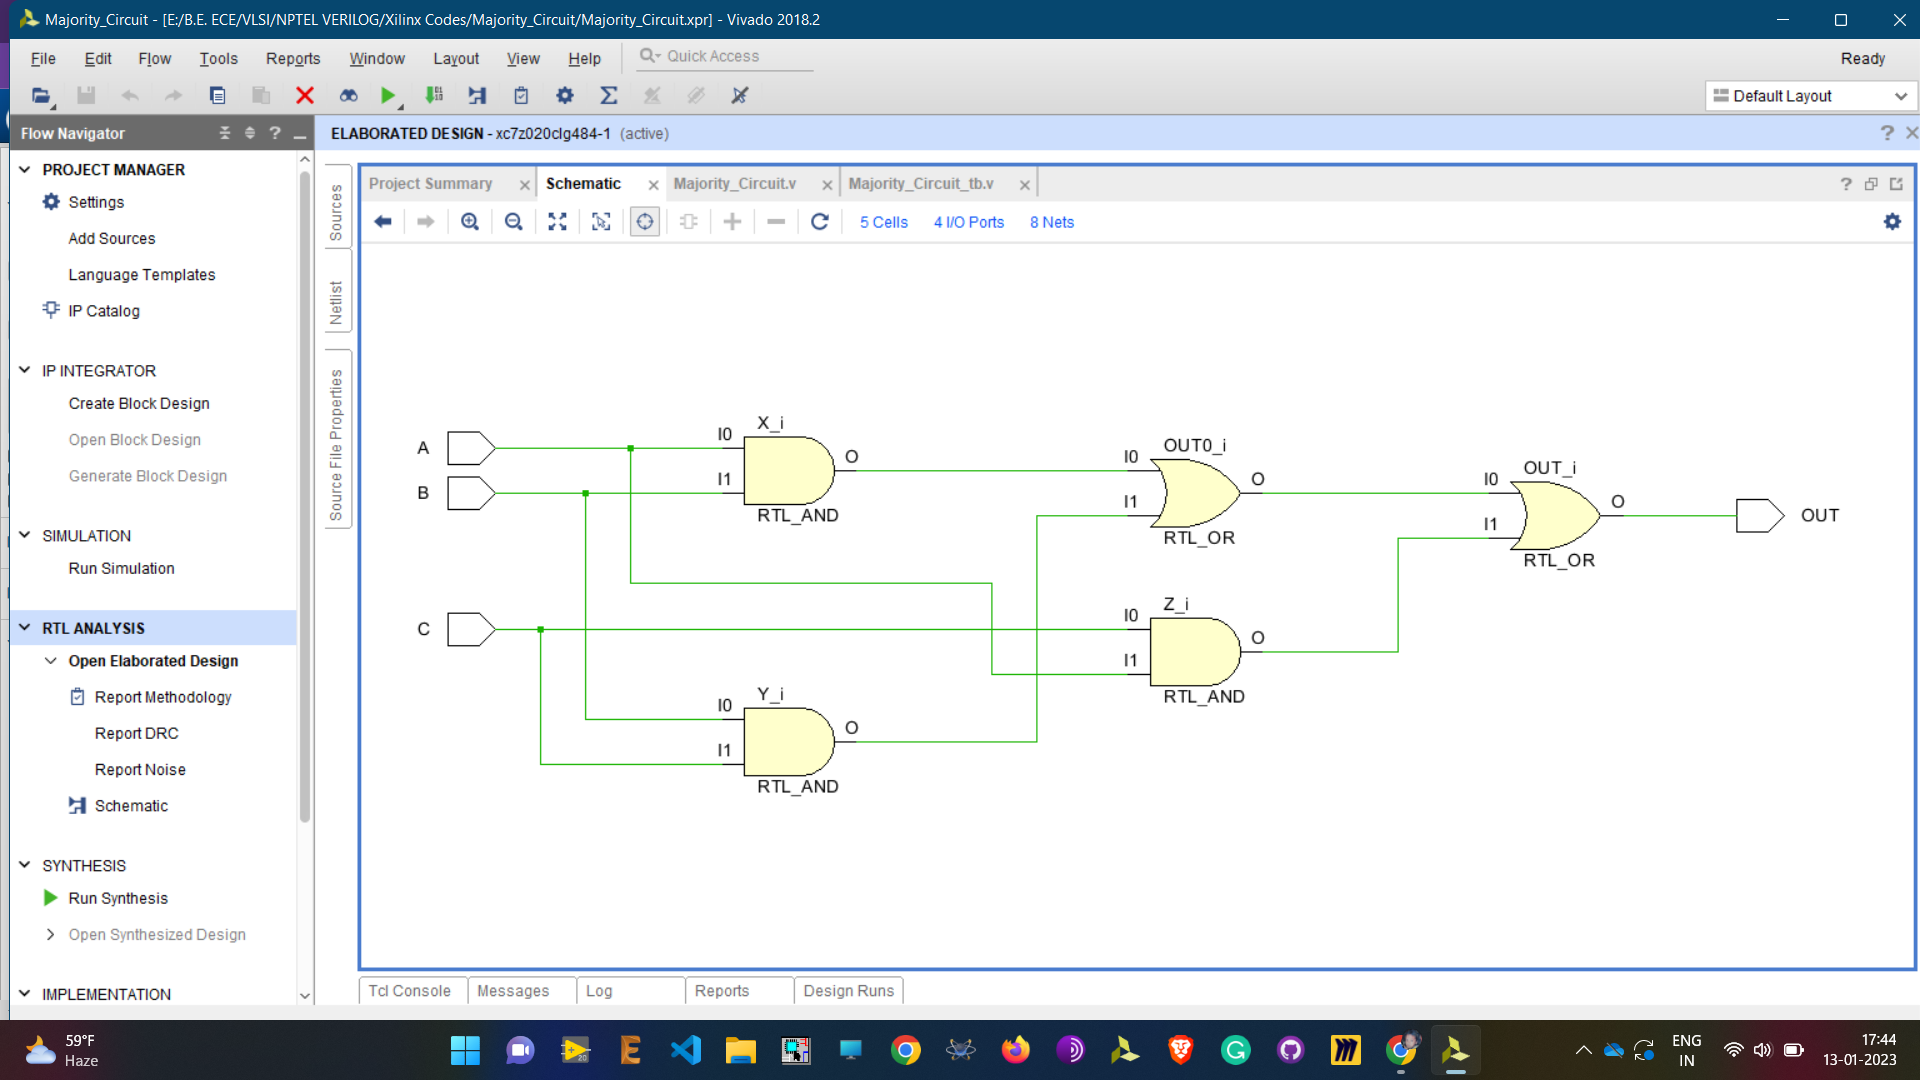 Majority_Circuit - [E:/B.E. ECE/VLSI/NPTEL VERILOG/Xilinx Codes/Majority_Circuit/Majority_Circuit.xpr] - Vivado 2018.2
File Edit Flow Tools Reports Window Layout View Help Quick Access Ready
Default Layout
Flow Navigator
ELABORATED DESIGN - xc7z020clg484-1 (active)
PROJECT MANAGER
Settings
Add Sources
Language Templates
IP Catalog
IP INTEGRATOR
Create Block Design
Open Block Design
Generate Block Design
SIMULATION
Run Simulation
RTL ANALYSIS
Open Elaborated Design
Report Methodology
Report DRC
Report Noise
Schematic
SYNTHESIS
Run Synthesis
Open Synthesized Design
IMPLEMENTATION
Sources
Netlist
Source File Properties
Project Summary Schematic Majority_Circuit.v Majority_Circuit_tb.v
5 Cells 4 I/O Ports 8 Nets
A
B
C
X_i
I0
I1
O
RTL_AND
Y_i
I0
I1
O
RTL_AND
OUT0_i
I0
I1
O
RTL_OR
Z_i
I0
I1
O
RTL_AND
OUT_i
I0
I1
O
RTL_OR
OUT
Tcl Console Messages Log Reports Design Runs
59°F
Haze
20
ENG
IN
17:44
13-01-2023